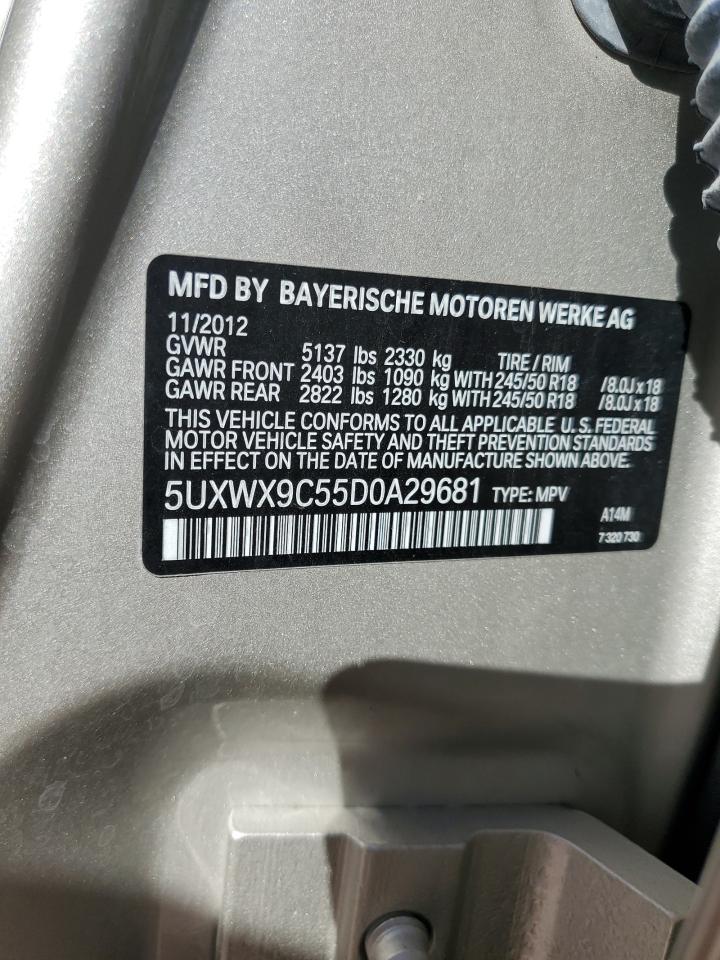 MFD BY BAYERISCHE MOTOREN WERKE AG
11/2012
GVWR 5137 lbs 2330 kg TIRE / RIM
GAWR FRONT 2403 lbs 1090 kg WITH 245/50 R18 /8.0J x 18
GAWR REAR 2822 lbs 1280 kg WITH 245/50 R18 /8.0J x 18
THIS VEHICLE CONFORMS TO ALL APPLICABLE U.S. FEDERAL
MOTOR VEHICLE SAFETY AND THEFT PREVENTION STANDARDS
IN EFFECT ON THE DATE OF MANUFACTURE SHOWN ABOVE.
5UXWX9C55D0A29681 TYPE: MPV
A14M
7 320 730